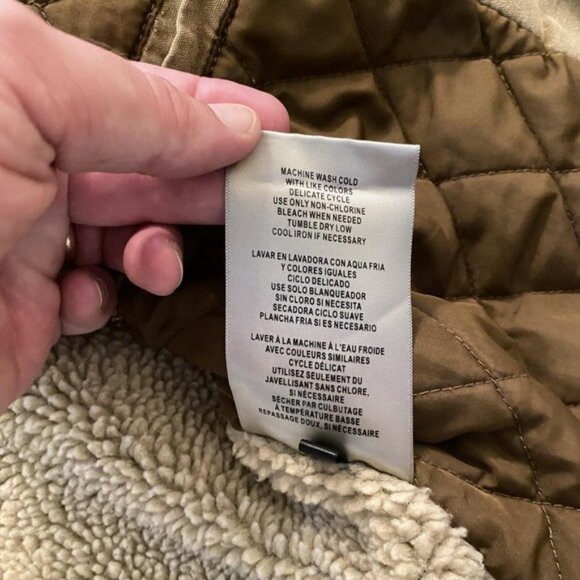 MACHINE WASH COLD
WITH LIKE COLORS
DELICATE CYCLE
USE ONLY NON-CHLORINE
BLEACH WHEN NEEDED
TUMBLE DRY LOW
COOL IRON IF NECESSARY
LAVAR EN LAVADORA CON AQUA FRIA
Y COLORES IGUALES
CICLO DELICADO
USE SOLO BLANQUEADOR
SIN CLORO SI NECESITA
SECADORA CICLO SUAVE
PLANCHA FRIA SI ES NECESARIO
LAVER À LA MACHINE À L'EAU FROIDE
AVEC COULEURS SIMILAIRES
CYCLE DÉLICAT
UTILISEZ SEULEMENT DU
JAVELLISANT SANS CHLORE,
SI NÉCESSAIRE
SÉCHER PAR CULBUTAGE
À TEMPÉRATURE BASSE
REPASSAGE DOUX, SI NÉCESSAIRE